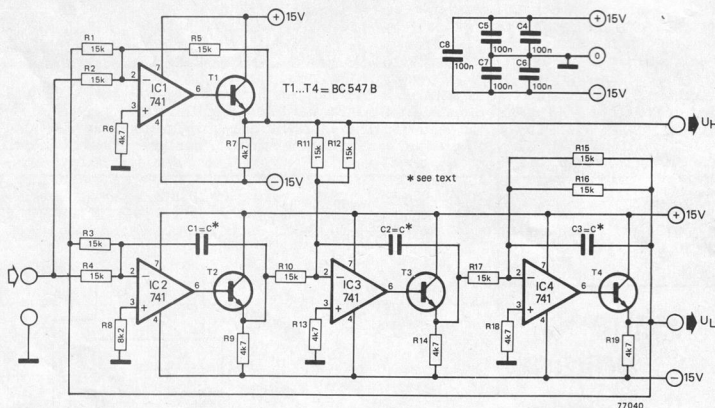 R1
15k
R2
15k
R5
15k
7
2
−
IC1
741
6
3
+
4
T1
R6
4k7
R7
4k7
+ 15V
− 15V
T1...T4 = BC 547 B
C8
100n
C5
100n
C4
100n
C7
100n
C6
100n
+
15V
0
−
15V
UH
R11
15k
R12
15k
* see text
R15
15k
R16
15k
R3
15k
R4
15k
C1=C*
7
2
−
IC2
741
6
3
+
4
T2
R8
8k2
R9
4k7
R10
15k
C2=C*
7
2
−
IC3
741
6
3
+
4
T3
R13
4k7
R14
4k7
R17
15k
C3=C*
7
2
−
IC4
741
6
3
+
4
T4
R18
4k7
R19
4k7
+
15V
UL
−
15V
77040